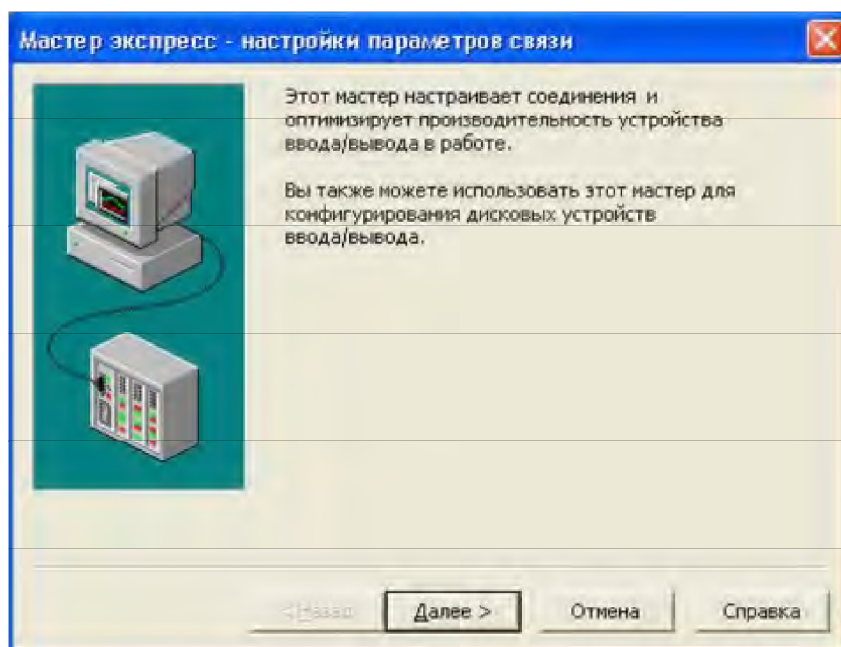 Мастер экспресс - настройки параметров связи
Этот мастер настраивает соединения и
оптимизирует производительность устройства
ввода/вывода в работе.
Вы также можете использовать этот мастер для
конфигурирования дисковых устройств
ввода/вывода.
< Назад
Далее >
Отмена
Справка